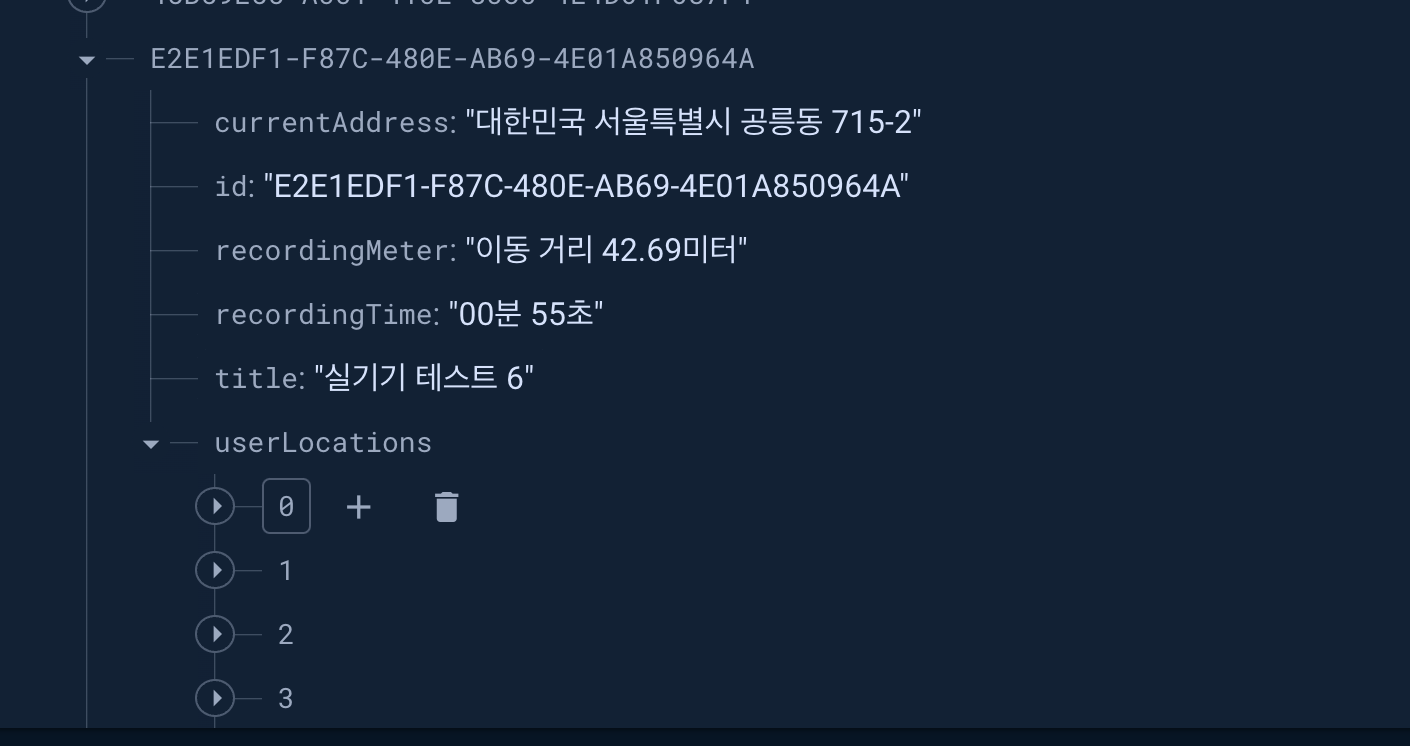 E2E1EDF1-F87C-480E-AB69-4E01A850964A
currentAddress: "대한민국 서울특별시 공릉동 715-2"
id: "E2E1EDF1-F87C-480E-AB69-4E01A850964A"
recordingMeter: "이동 거리 42.69미터"
recordingTime: "00분 55초"
title: "실기기 테스트 6"
userLocations
0
1
2
3